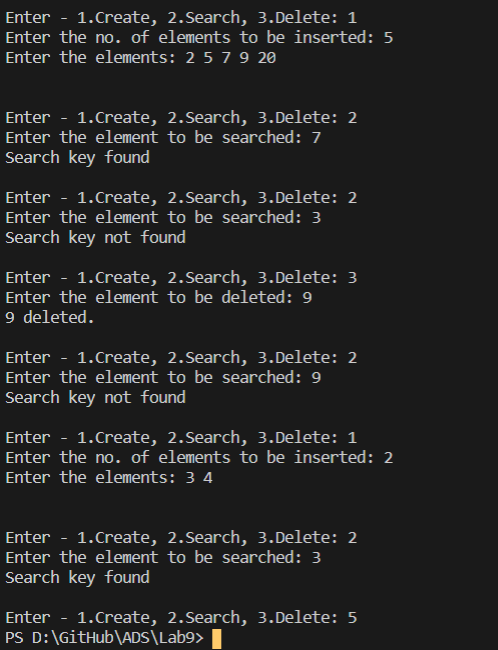 Enter - 1.Create, 2.Search, 3.Delete: 1
Enter the no. of elements to be inserted: 5
Enter the elements: 2 5 7 9 20
Enter - 1.Create, 2.Search, 3.Delete: 2
Enter the element to be searched: 7
Search key found
Enter - 1.Create, 2.Search, 3.Delete: 2
Enter the element to be searched: 3
Search key not found
Enter - 1.Create, 2.Search, 3.Delete: 3
Enter the element to be deleted: 9
9 deleted.
Enter - 1.Create, 2.Search, 3.Delete: 2
Enter the element to be searched: 9
Search key not found
Enter - 1.Create, 2.Search, 3.Delete: 1
Enter the no. of elements to be inserted: 2
Enter the elements: 3 4
Enter - 1.Create, 2.Search, 3.Delete: 2
Enter the element to be searched: 3
Search key found
Enter - 1.Create, 2.Search, 3.Delete: 5
PS D:\GitHub\ADS\Lab9>